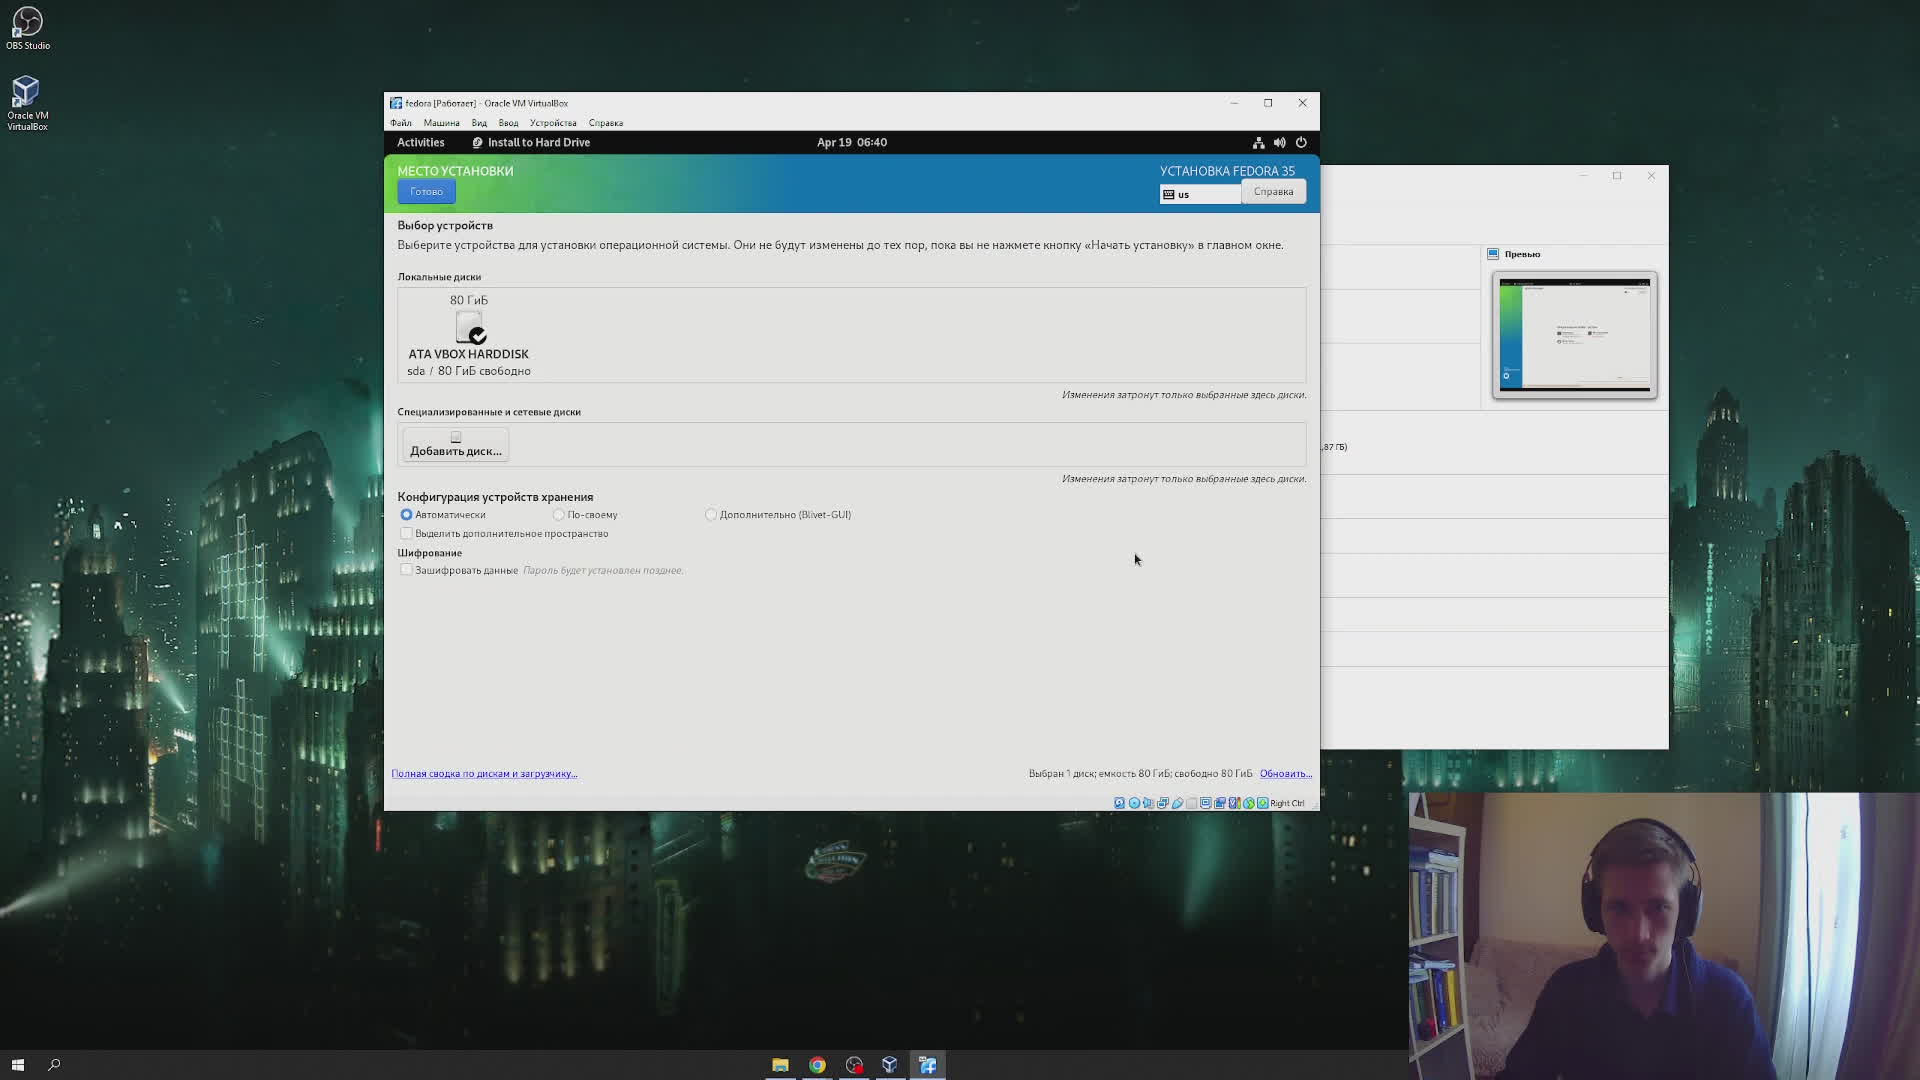 OBS Studio
Oracle VM
VirtualBox
fedora [Работает] - Oracle VM VirtualBox
Файл Машина Вид Ввод Устройства Справка
Activities Install to Hard Drive Apr 19 06:40
МЕСТО УСТАНОВКИ
УСТАНОВКА FEDORA 35
Готово
us
Справка
Выбор устройств
Выберите устройства для установки операционной системы. Они не будут изменены до тех пор, пока вы не нажмете кнопку «Начать установку» в главном окне.
Локальные диски
80 ГиБ
ATA VBOX HARDDISK
sda / 80 ГиБ свободно
Изменения затронут только выбранные здесь диски.
Специализированные и сетевые диски
Добавить диск...
Изменения затронут только выбранные здесь диски.
Конфигурация устройств хранения
Автоматически По-своему Дополнительно (Blivet-GUI)
Выделить дополнительное пространство
Шифрование
Зашифровать данные Пароль будет установлен позднее.
Полная сводка по дискам и загрузчику...
Выбран 1 диск; емкость 80 ГиБ; свободно 80 ГиБ Обновить...
Right Ctrl
Превью
,87 ГБ)